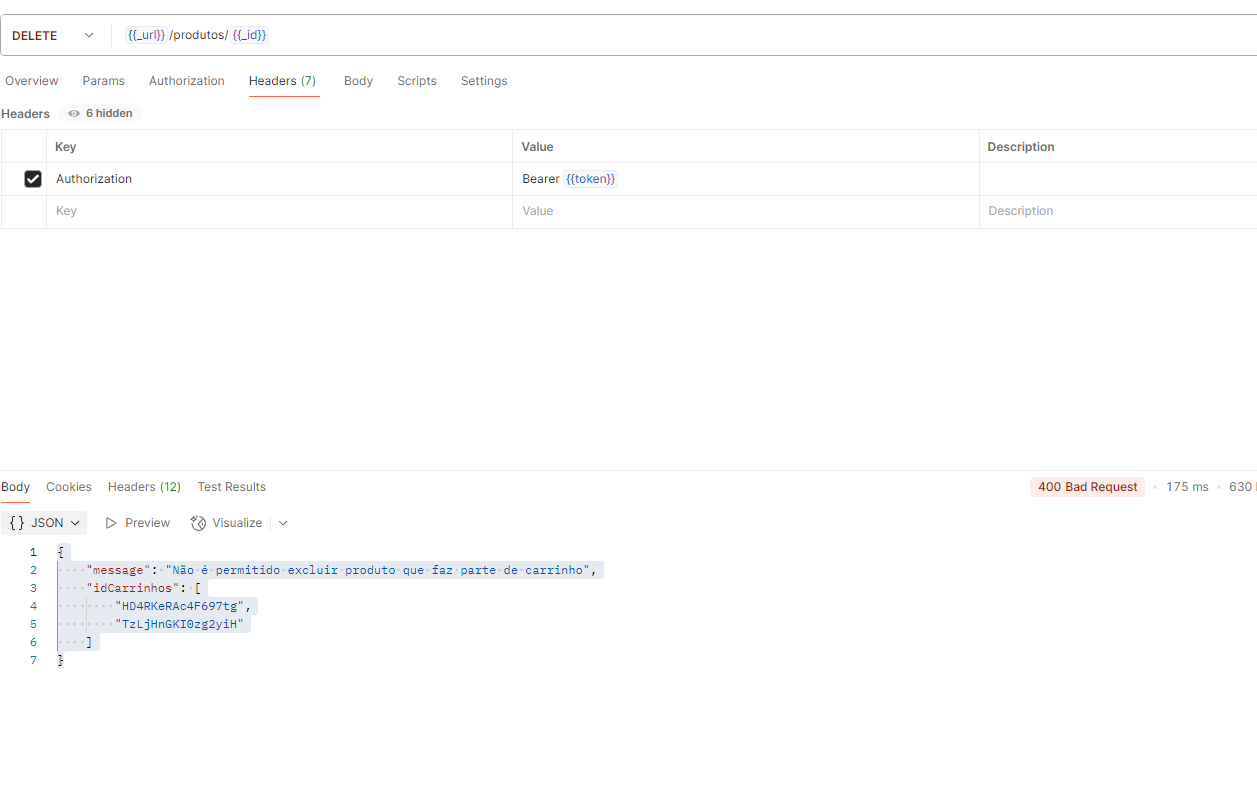 DELETE {{_url}} /produtos/ {{_id}}
Overview Params Authorization Headers (7) Body Scripts Settings
Headers 6 hidden
Key Value Description
Authorization Bearer {{token}}
Key Value Description
Body Cookies Headers (12) Test Results 400 Bad Request • 175 ms • 630
{} JSON Preview Visualize
1 {
2 "message": "Não é permitido excluir produto que faz parte de carrinho",
3 "idCarrinhos": [
4 "HD4RKeRAc4F697tg",
5 "TzLjHnGKI0zg2yiH"
6 ]
7 }